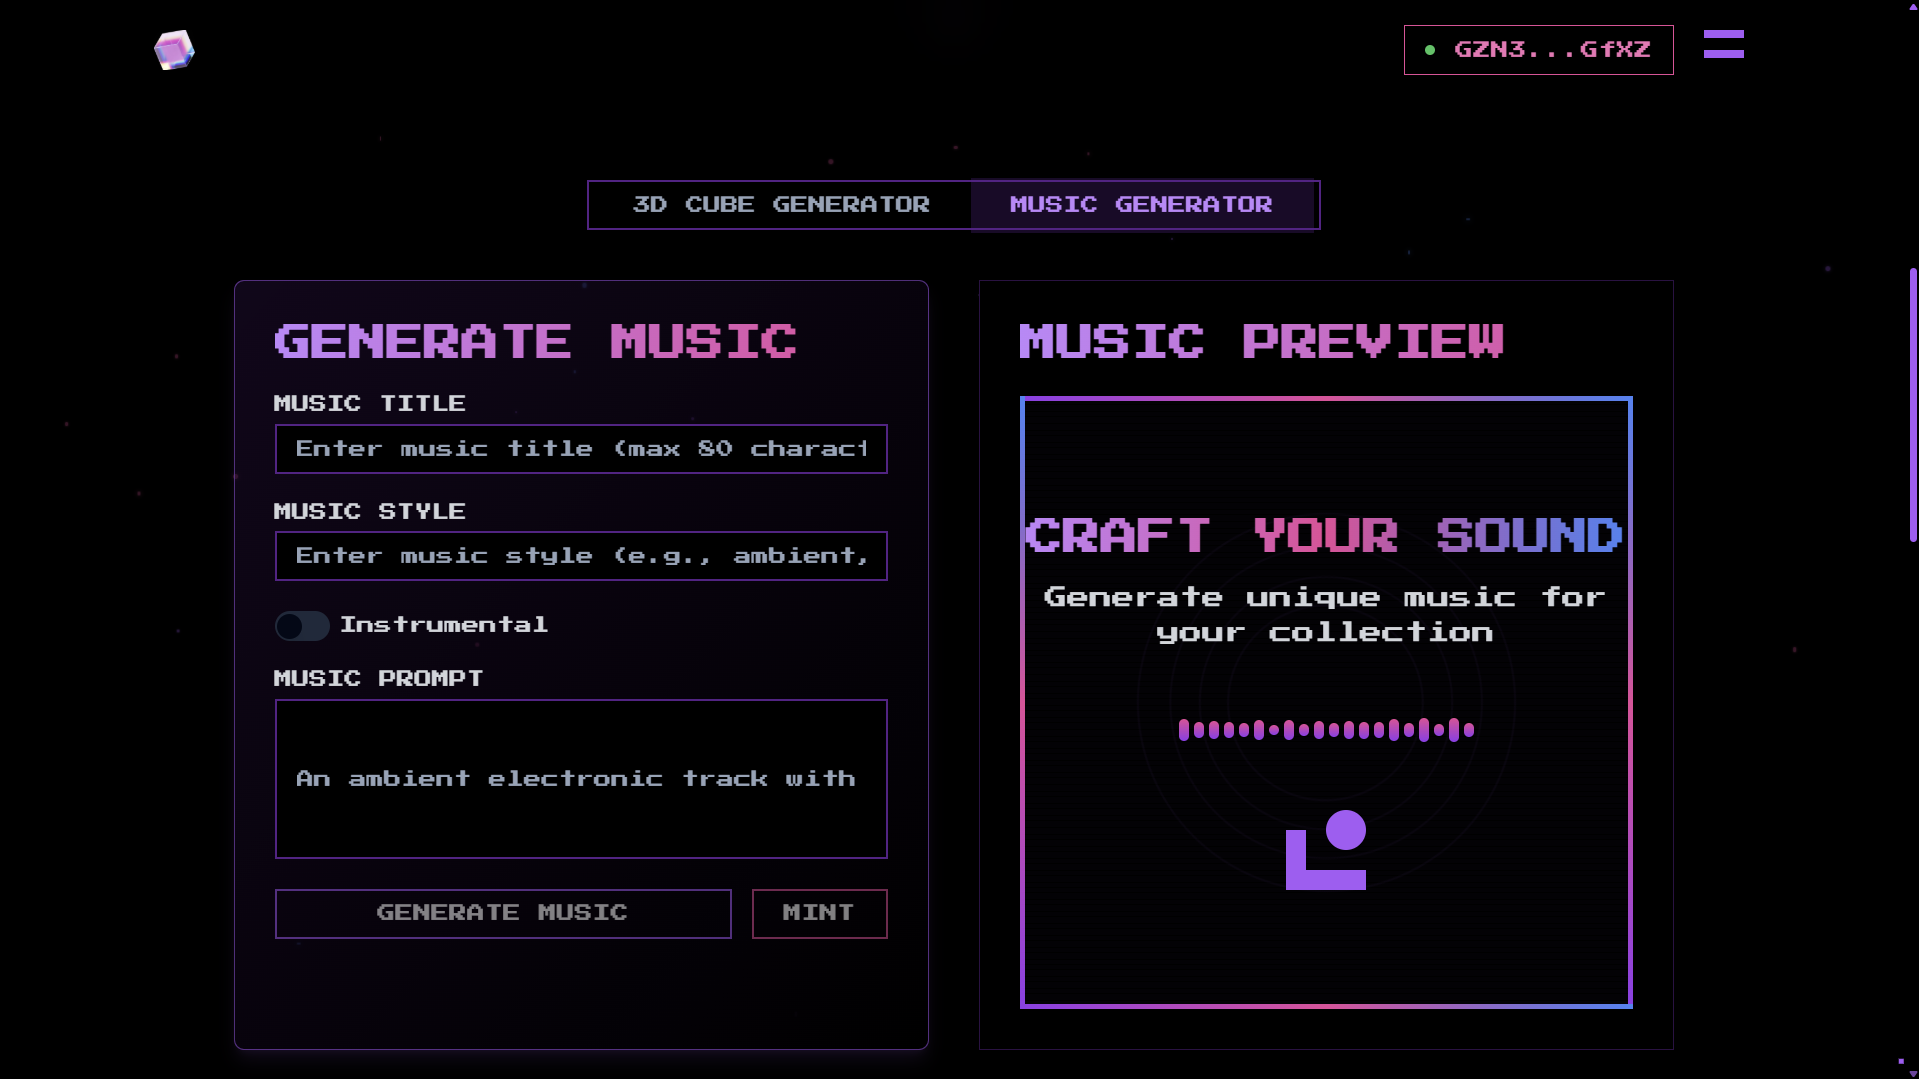 GZN3...GfXZ
3D CUBE GENERATOR
MUSIC GENERATOR
GENERATE MUSIC
MUSIC TITLE
Enter music title (max 80 charact
MUSIC STYLE
Enter music style (e.g., ambient,
Instrumental
MUSIC PROMPT
An ambient electronic track with
GENERATE MUSIC
MINT
MUSIC PREVIEW
CRAFT YOUR SOUND
Generate unique music for
your collection